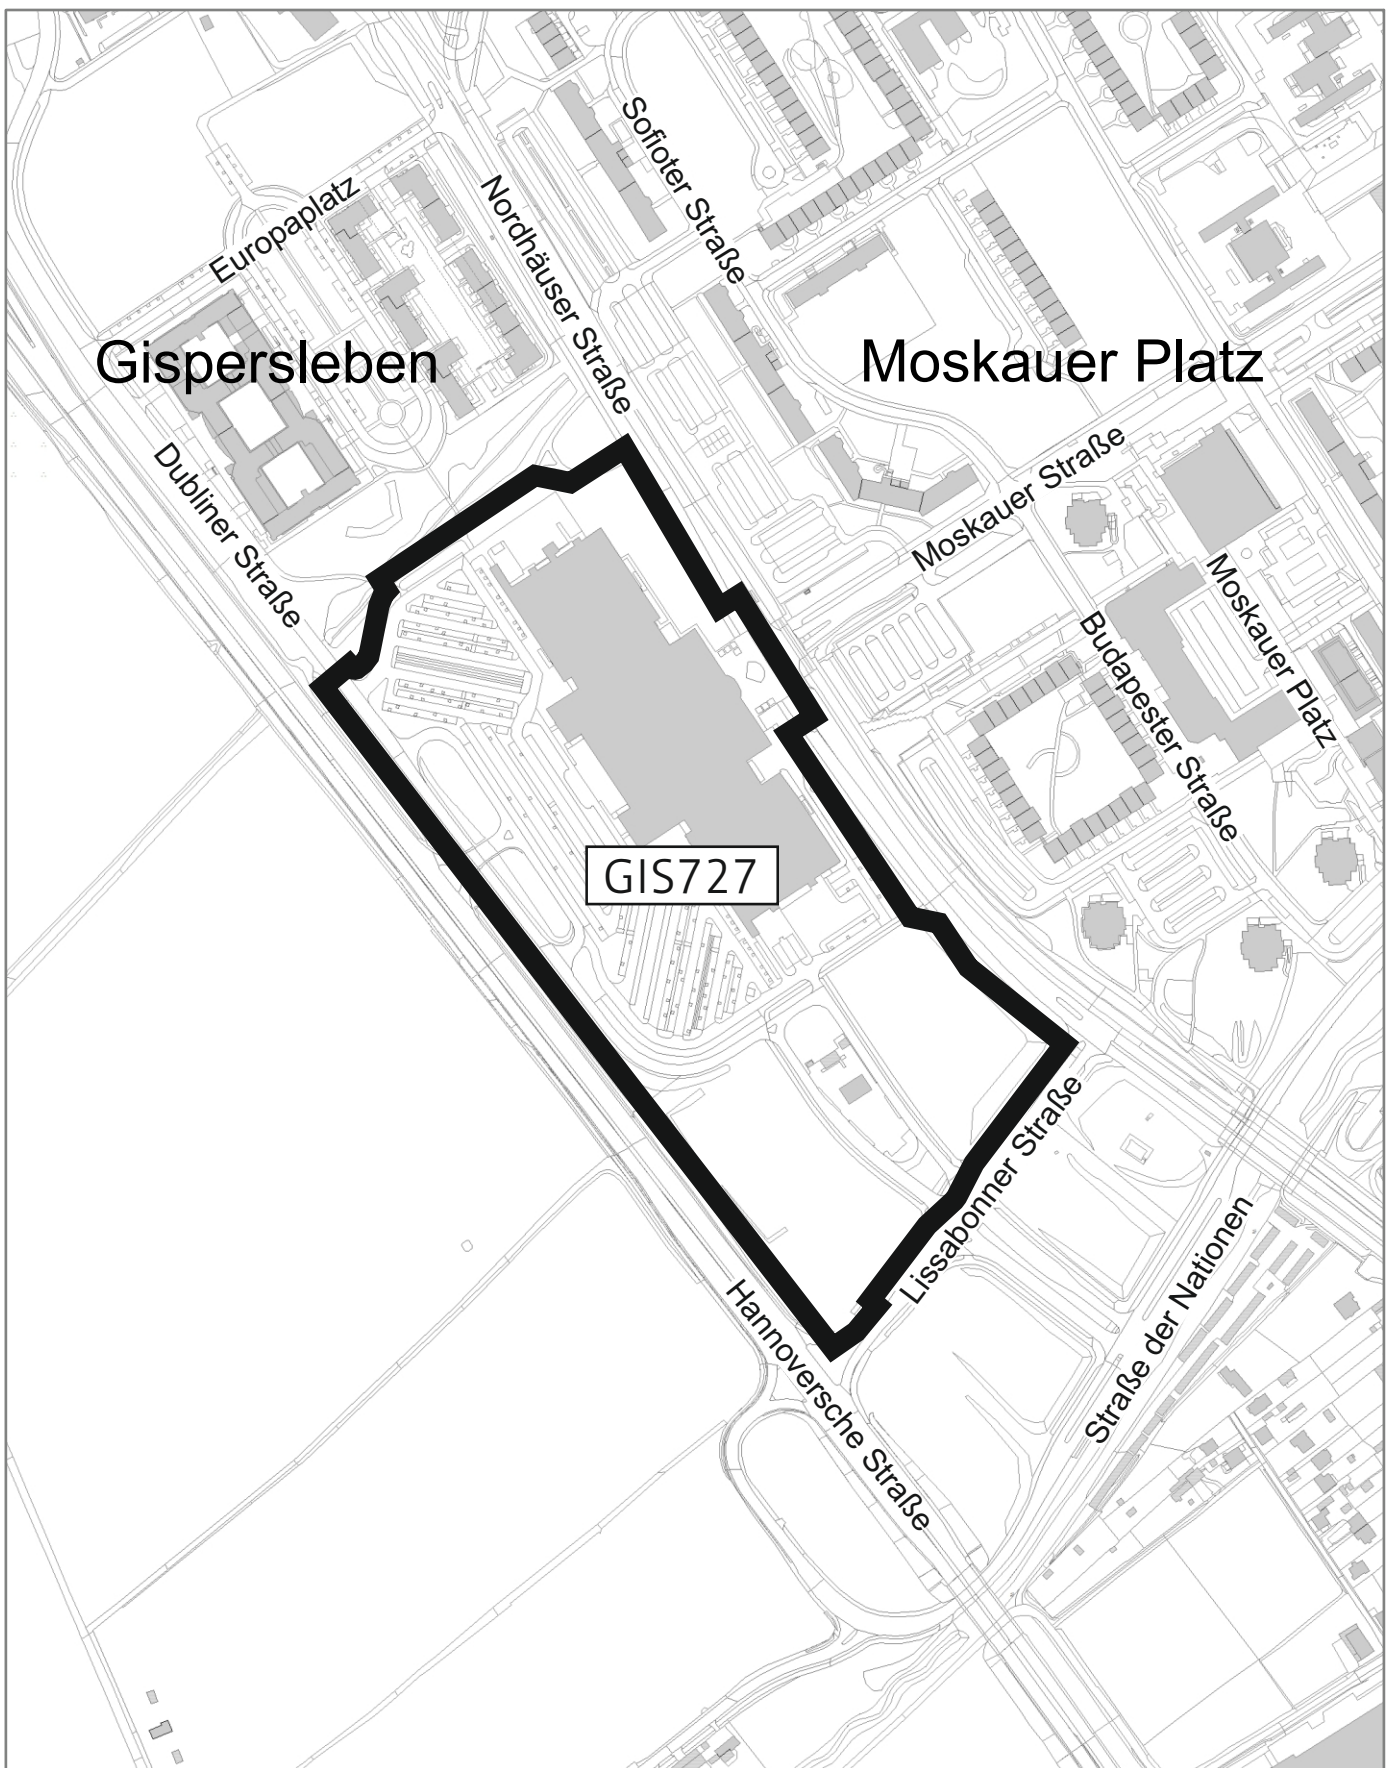 Sofioter Straße
Nordhäuser Straße
Europaplatz
Gispersleben
Moskauer Platz
Dubliner Straße
Moskauer Straße
Moskauer Platz
Budapester Straße
GIS727
Lissabonner Straße
Straße der Nationen
Hannoversche Straße